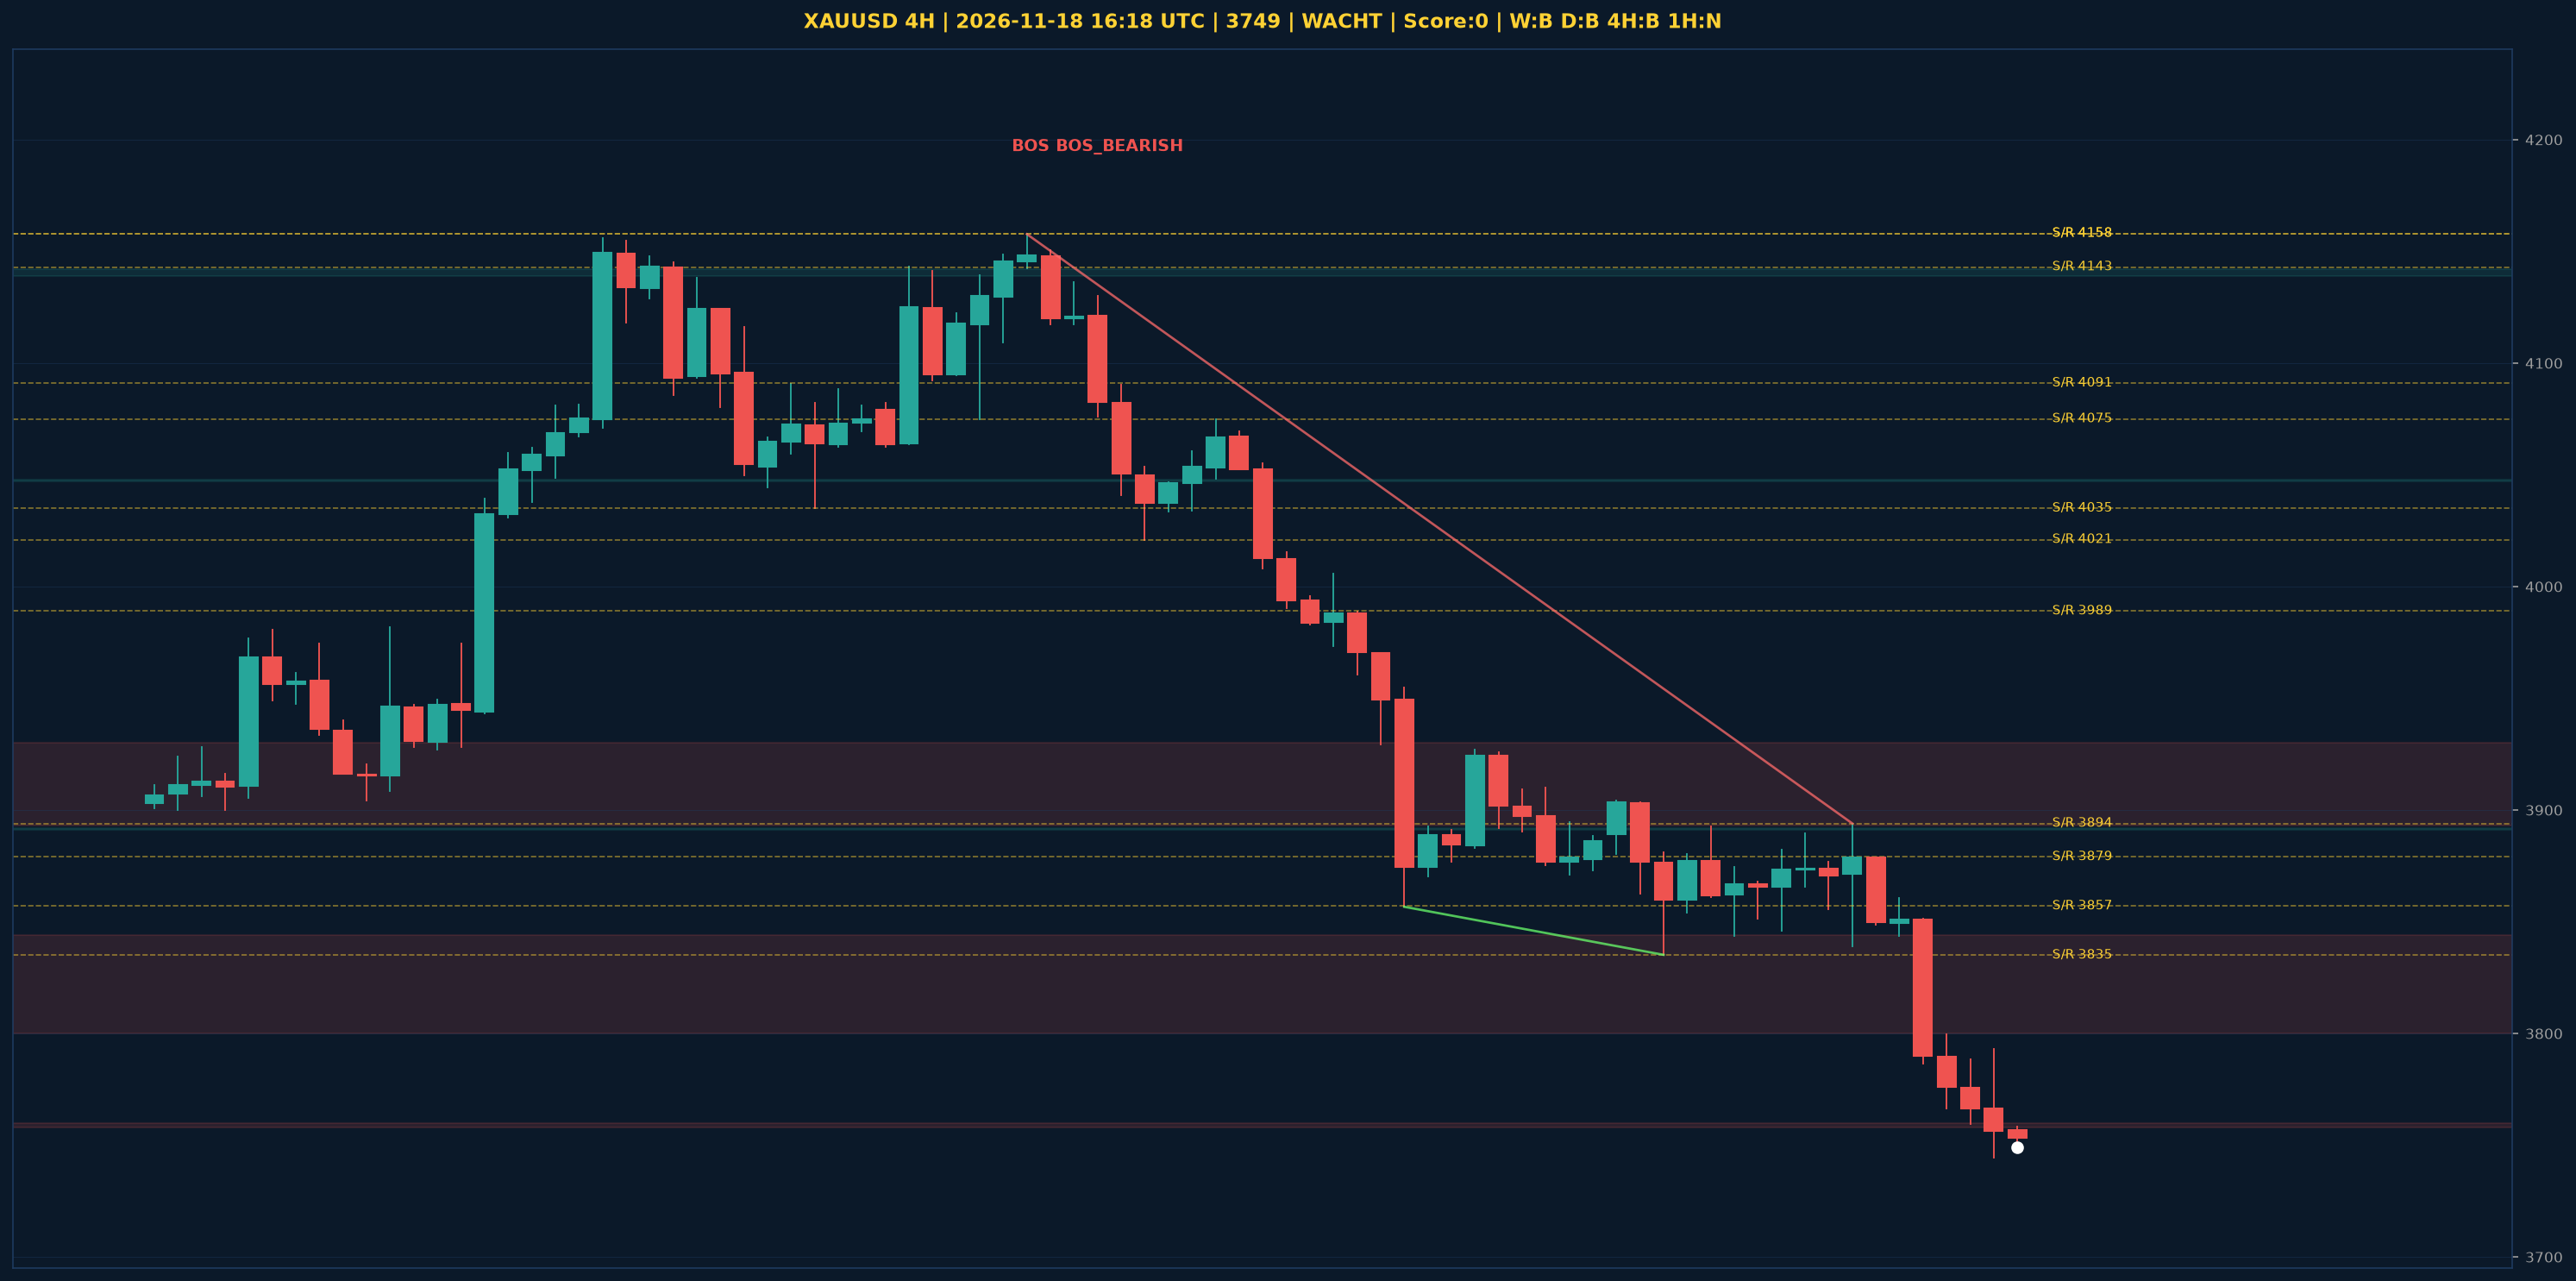 XAUUSD 4H | 2026-11-18 16:18 UTC | 3749 | WACHT | Score:0 | W:B D:B 4H:B 1H:N
4200
BOS BOS_BEARISH
S/R 4158
S/R 4143
4100
S/R 4091
S/R 4075
S/R 4035
S/R 4021
4000
S/R 3989
3900
S/R 3894
S/R 3879
S/R 3857
S/R 3835
3800
3700